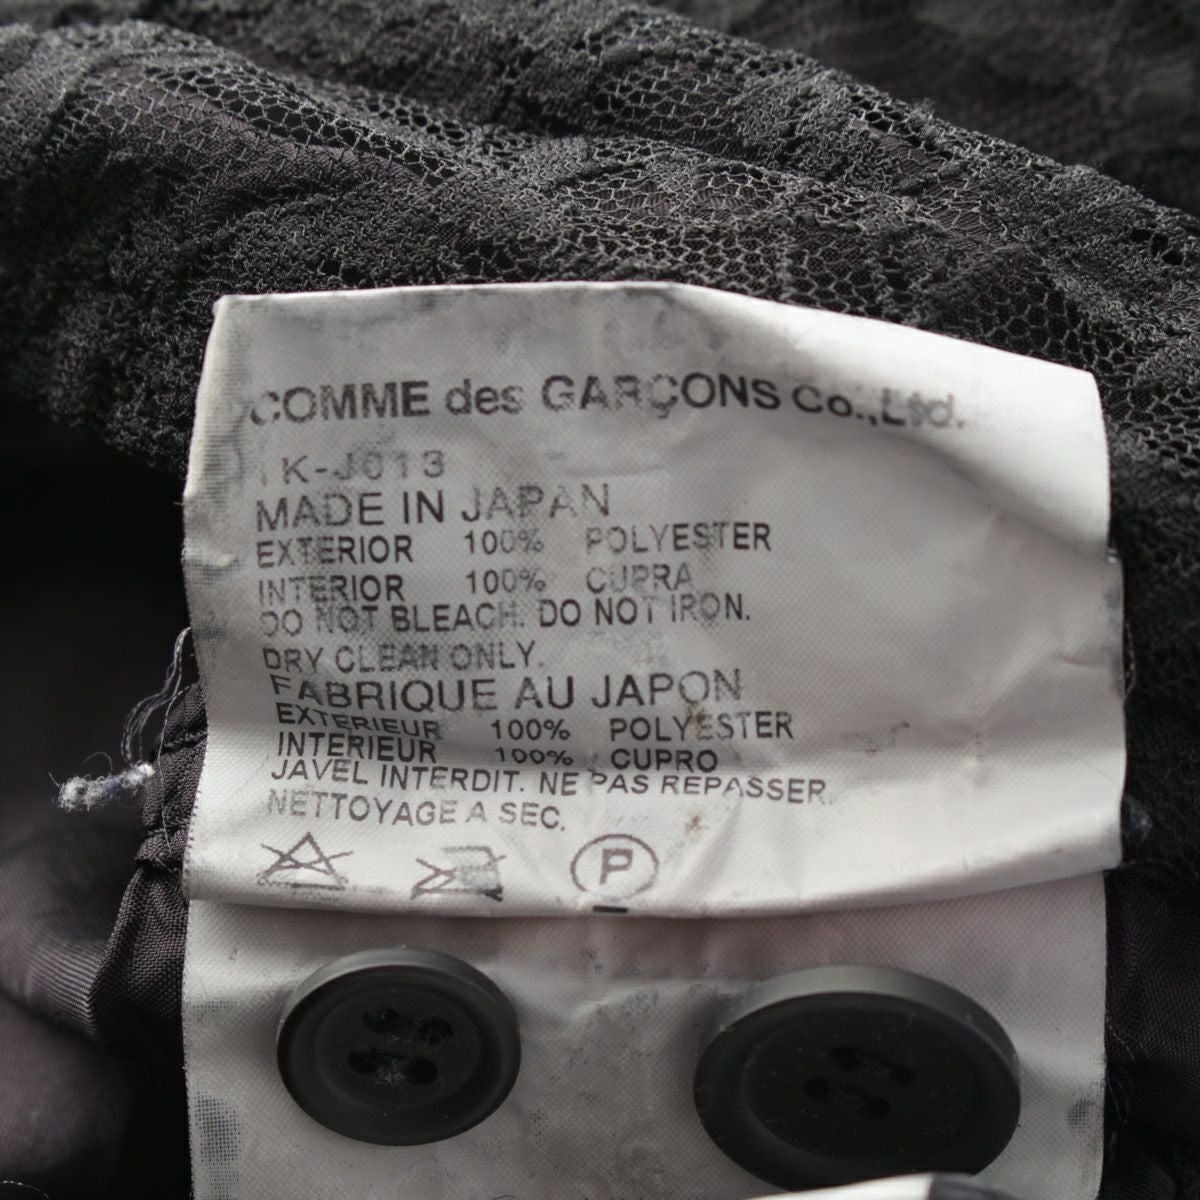 COMME des GARÇONS Co.,Ltd.
TK-J013
MADE IN JAPAN
EXTERIOR 100% POLYESTER
INTERIOR 100% CUPRA
DO NOT BLEACH. DO NOT IRON.
DRY CLEAN ONLY.
FABRIQUE AU JAPON
EXTERIEUR 100% POLYESTER
INTERIEUR 100% CUPRO
JAVEL INTERDIT. NE PAS REPASSER.
NETTOYAGE A SEC.
P